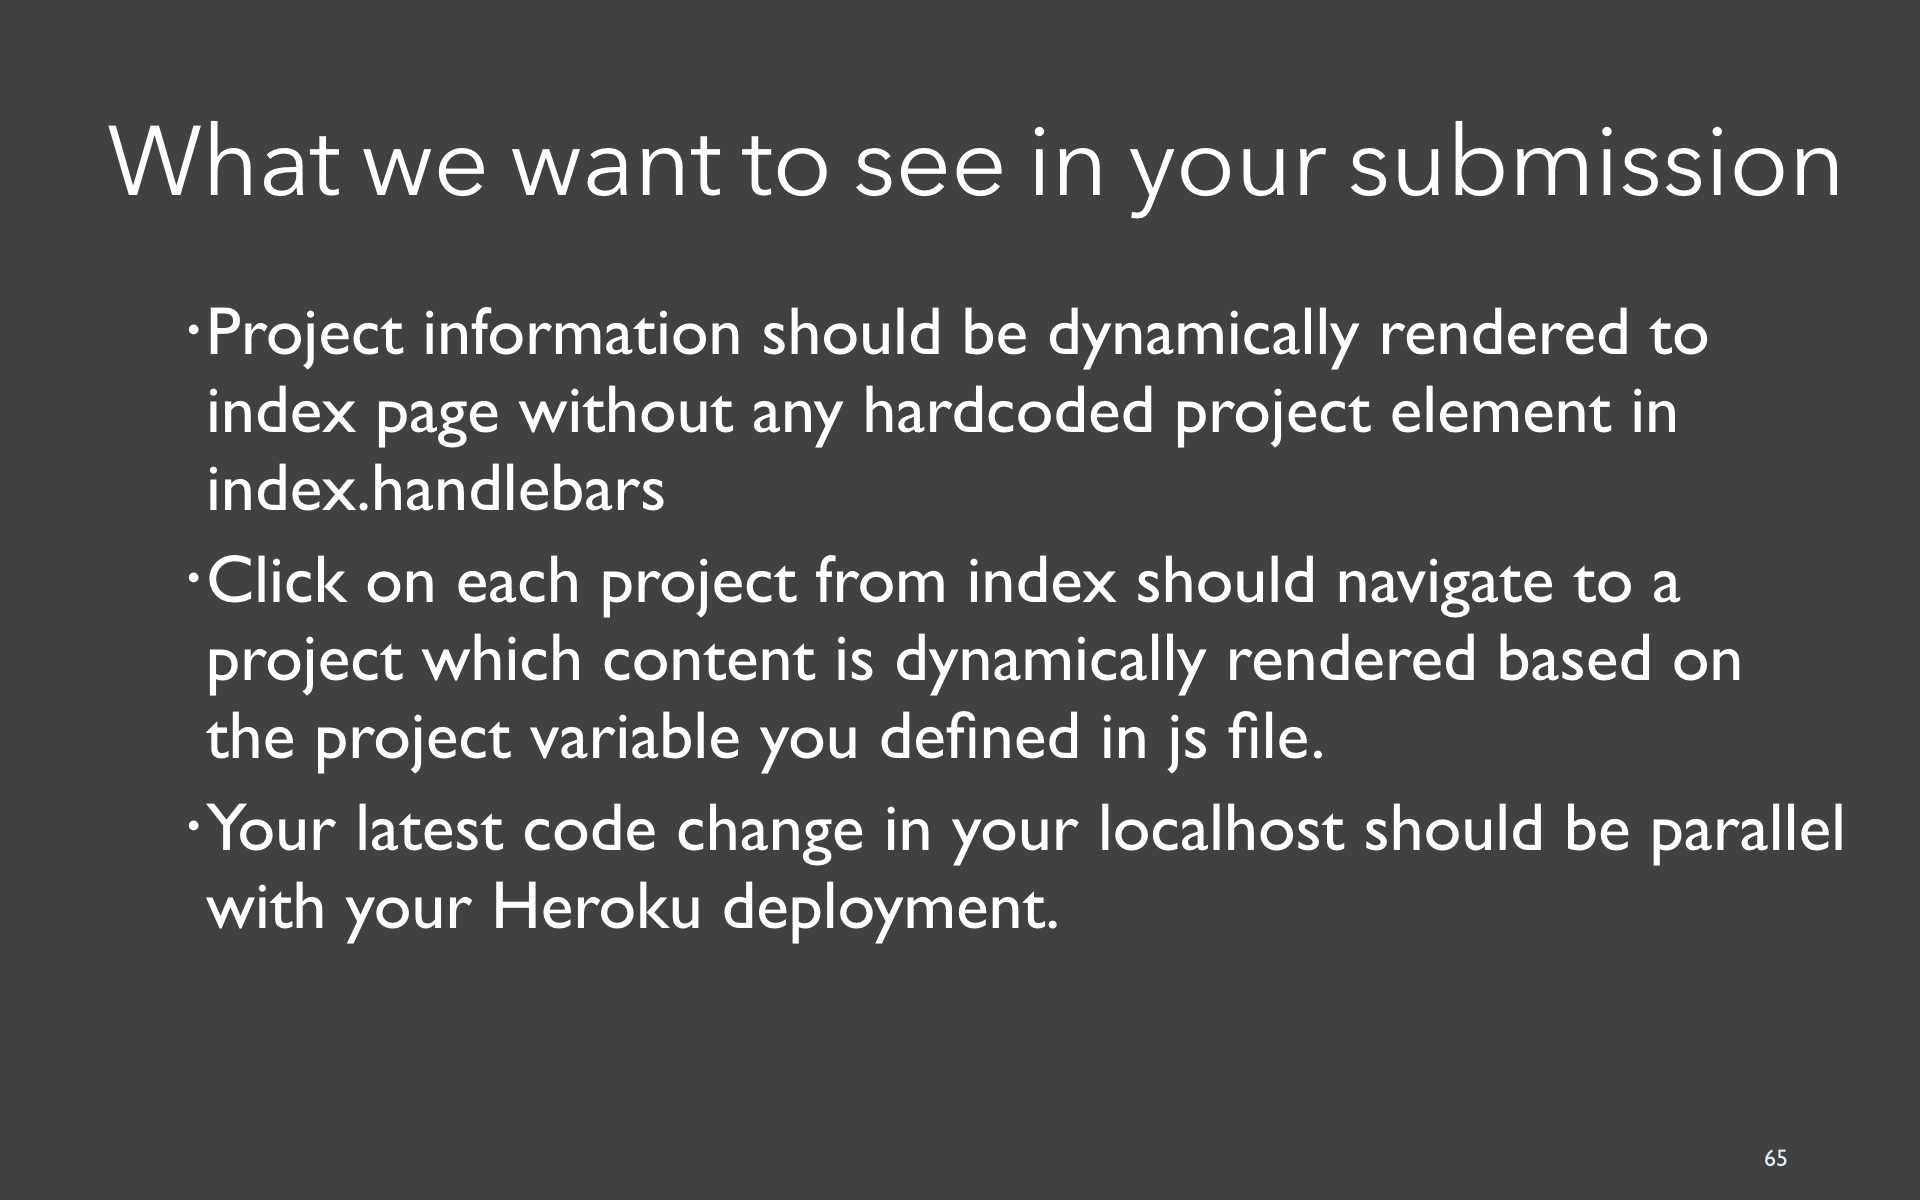 What we want to see in your submission
•Project information should be dynamically rendered to
index page without any hardcoded project element in
index.handlebars
•Click on each project from index should navigate to a
project which content is dynamically rendered based on
the project variable you defined in js file.
•Your latest code change in your localhost should be parallel
with your Heroku deployment.
65